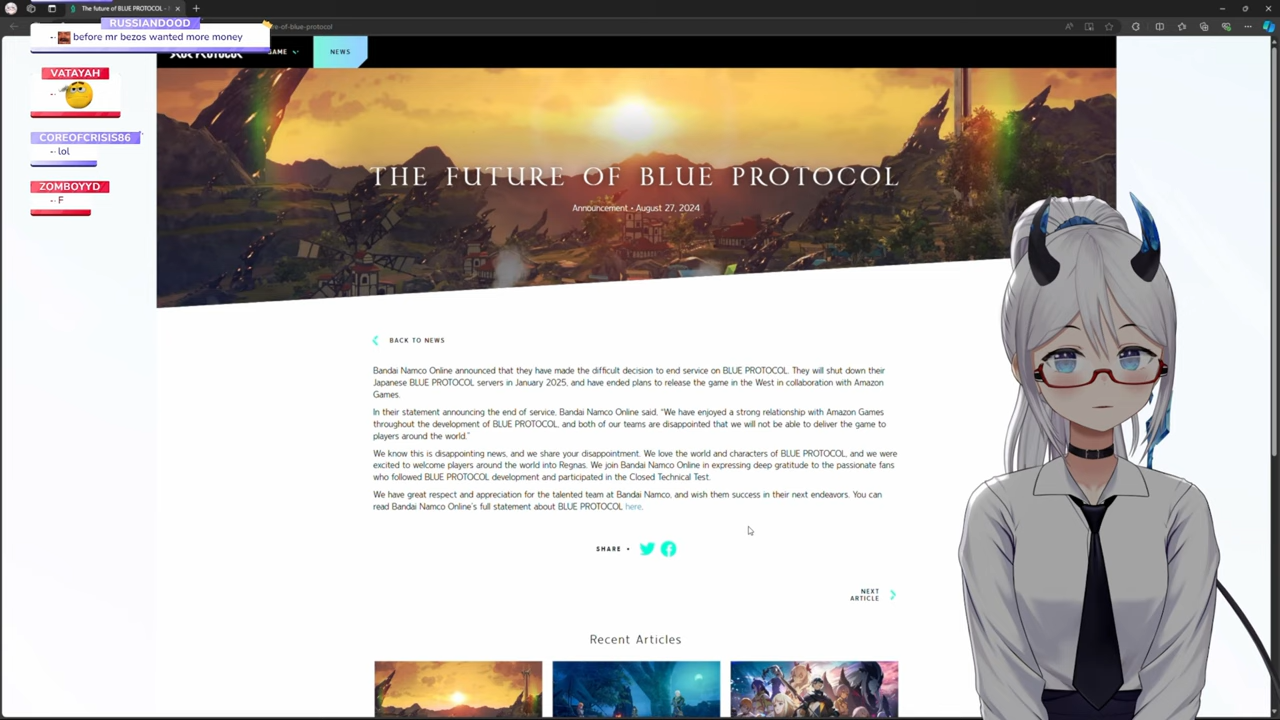 The future of BLUE PROTOCOL -
e-of-blue-protocol
RUSSIANDOOD
before mr bezos wanted more money
VATAYAH
COREOFCRISIS86
lol
ZOMBOYYD
F
BLUE PROTOCOL
GAME
NEWS
THE FUTURE OF BLUE PROTOCOL
Announcement • August 27, 2024
BACK TO NEWS
Bandai Namco Online announced that they have made the difficult decision to end service on BLUE PROTOCOL. They will shut down their
Japanese BLUE PROTOCOL servers in January 2025, and have ended plans to release the game in the West in collaboration with Amazon
Games.
In their statement announcing the end of service, Bandai Namco Online said, "We have enjoyed a strong relationship with Amazon Games
throughout the development of BLUE PROTOCOL, and both of our teams are disappointed that we will not be able to deliver the game to
players around the world."
We know this is disappointing news, and we share your disappointment. We love the world and characters of BLUE PROTOCOL, and we were
excited to welcome players around the world into Regnas. We join Bandai Namco Online in expressing deep gratitude to the passionate fans
who followed BLUE PROTOCOL development and participated in the Closed Technical Test.
We have great respect and appreciation for the talented team at Bandai Namco, and wish them success in their next endeavors. You can
read Bandai Namco Online's full statement about BLUE PROTOCOL here.
SHARE •
NEXT
ARTICLE
Recent Articles